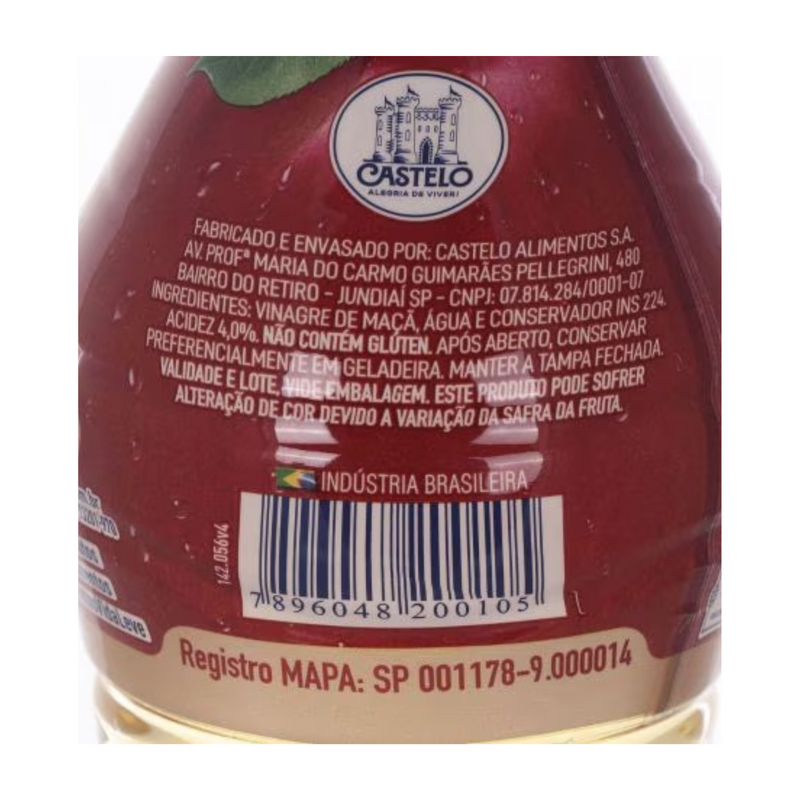 CASTELO
ALEGRIA DE VIVER!
FABRICADO E ENVASADO POR: CASTELO ALIMENTOS S.A.
AV. PROFª MARIA DO CARMO GUIMARÃES PELLEGRINI, 480
BAIRRO DO RETIRO - JUNDIAÍ SP - CNPJ: 07.814.284/0001-07
INGREDIENTES: VINAGRE DE MAÇÃ, ÁGUA E CONSERVADOR INS 224.
ACIDEZ 4,0%. NÃO CONTÉM GLÚTEN. APÓS ABERTO, CONSERVAR
PREFERENCIALMENTE EM GELADEIRA. MANTER A TAMPA FECHADA.
VALIDADE E LOTE, VIDE EMBALAGEM. ESTE PRODUTO PODE SOFRER
ALTERAÇÃO DE COR DEVIDO A VARIAÇÃO DA SAFRA DA FRUTA.
INDÚSTRIA BRASILEIRA
142.056v4
7 896048 200105
Registro MAPA: SP 001178-9.000014